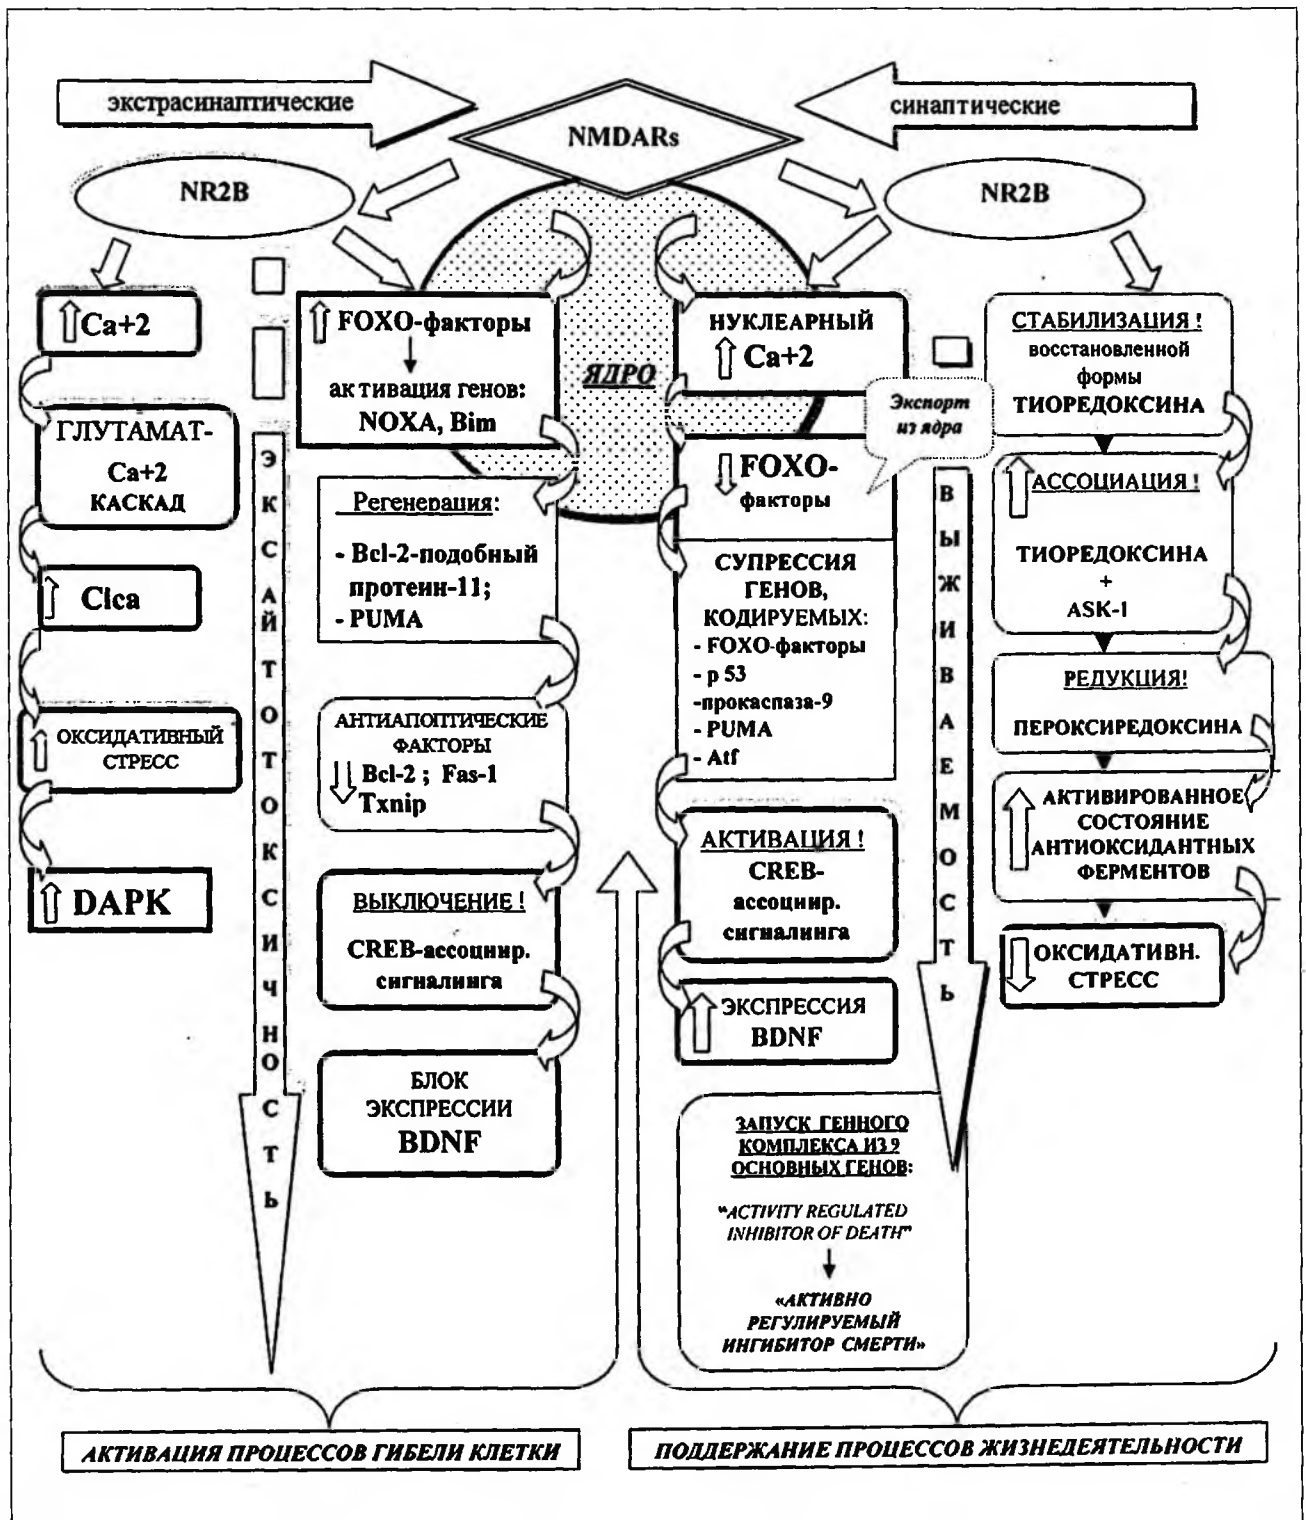 экстрасинаптические
синаптические
NMDARs
NR2B
NR2B
Ca+2
ГЛУТАМАТ-
Ca+2
КАСКАД
Clca
ОКСИДАТИВНЫЙ
СТРЕСС
DAPK
ЭКСАЙТОТОКСИЧНОСТЬ
FOXO-факторы
активация генов:
NOXA, Bim
Регенерация:
- Bcl-2-подобный
протеин-11;
- PUMA
АНТИАПОПТИЧЕСКИЕ
ФАКТОРЫ
Bcl-2 ; Fas-1
Txnip
ВЫКЛЮЧЕНИЕ !
CREB-ассоциир.
сигналинга
БЛОК
ЭКСПРЕССИИ
BDNF
ЯДРО
НУКЛЕАРНЫЙ
Ca+2
Экспорт
из ядра
FOXO-
факторы
СУПРЕССИЯ
ГЕНОВ,
КОДИРУЕМЫХ:
- FOXO-факторы
- p 53
-прокаспаза-9
- PUMA
- Atf
АКТИВАЦИЯ !
CREB-
ассоциир.
сигналинга
ЭКСПРЕССИЯ
BDNF
ЗАПУСК ГЕННОГО
КОМПЛЕКСА ИЗ 9
ОСНОВНЫХ ГЕНОВ:
"ACTIVITY REGULATED
INHIBITOR OF DEATH"
«АКТИВНО
РЕГУЛИРУЕМЫЙ
ИНГИБИТОР СМЕРТИ»
ВЫЖИВАЕМОСТЬ
СТАБИЛИЗАЦИЯ !
восстановленной
формы
ТИОРЕДОКСИНА
АССОЦИАЦИЯ !
ТИОРЕДОКСИНА
+
ASK-1
РЕДУКЦИЯ!
ПЕРОКСИРЕДОКСИНА
АКТИВИРОВАННОЕ
СОСТОЯНИЕ
АНТИОКСИДАНТНЫХ
ФЕРМЕНТОВ
ОКСИДАТИВН.
СТРЕСС
АКТИВАЦИЯ ПРОЦЕССОВ ГИБЕЛИ КЛЕТКИ
ПОДДЕРЖАНИЕ ПРОЦЕССОВ ЖИЗНЕДЕЯТЕЛЬНОСТИ